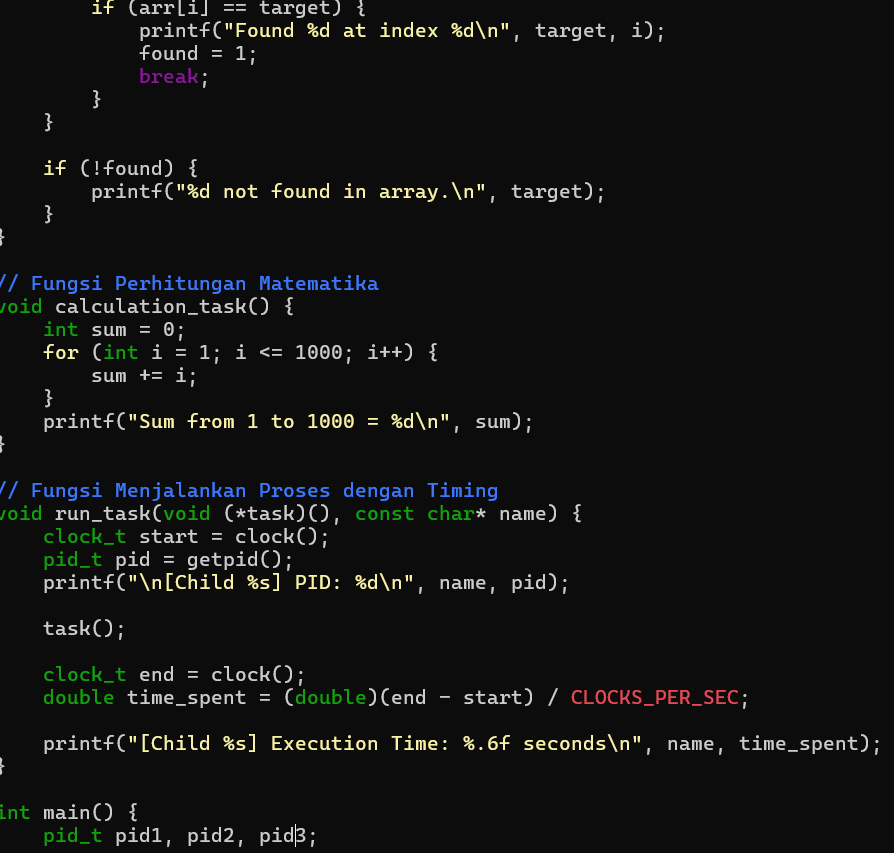 if (arr[i] == target) {
            printf("Found %d at index %d\n", target, i);
            found = 1;
            break;
        }
    }

    if (!found) {
        printf("%d not found in array.\n", target);
    }
}

// Fungsi Perhitungan Matematika
void calculation_task() {
    int sum = 0;
    for (int i = 1; i <= 1000; i++) {
        sum += i;
    }
    printf("Sum from 1 to 1000 = %d\n", sum);
}

// Fungsi Menjalankan Proses dengan Timing
void run_task(void (*task)(), const char* name) {
    clock_t start = clock();
    pid_t pid = getpid();
    printf("\n[Child %s] PID: %d\n", name, pid);

    task();

    clock_t end = clock();
    double time_spent = (double)(end - start) / CLOCKS_PER_SEC;

    printf("[Child %s] Execution Time: %.6f seconds\n", name, time_spent);
}

int main() {
    pid_t pid1, pid2, pid3;